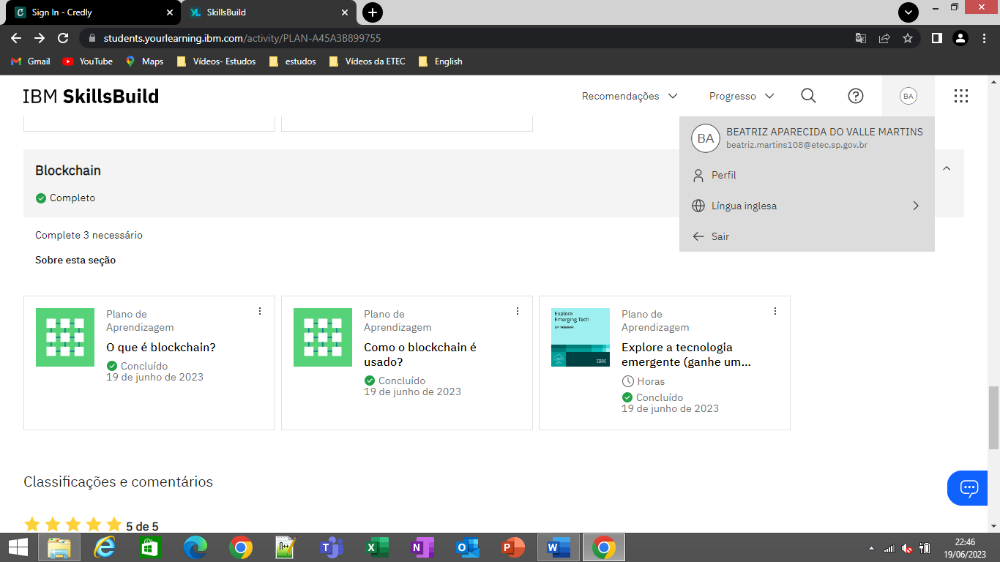 Sign In - Credly
YL SkillsBuild
students.yourlearning.ibm.com/activity/PLAN-A45A3B899755
Gmail YouTube Maps Vídeos- Estudos estudos Vídeos da ETEC English
IBM SkillsBuild Recomendações Progresso BA
BA BEATRIZ APARECIDA DO VALLE MARTINS
beatriz.martins108@etec.sp.gov.br
Perfil
Língua inglesa
Sair
Blockchain
Completo
Complete 3 necessário
Sobre esta seção
Plano de
Aprendizagem
O que é blockchain?
Concluído
19 de junho de 2023
Plano de
Aprendizagem
Como o blockchain é
usado?
Concluído
19 de junho de 2023
Explore
Emerging Tech
IBM SkillsBuild
IBM
Plano de
Aprendizagem
Explore a tecnologia
emergente (ganhe um...
Horas
Concluído
19 de junho de 2023
Classificações e comentários
5 de 5
22:46
19/06/2023